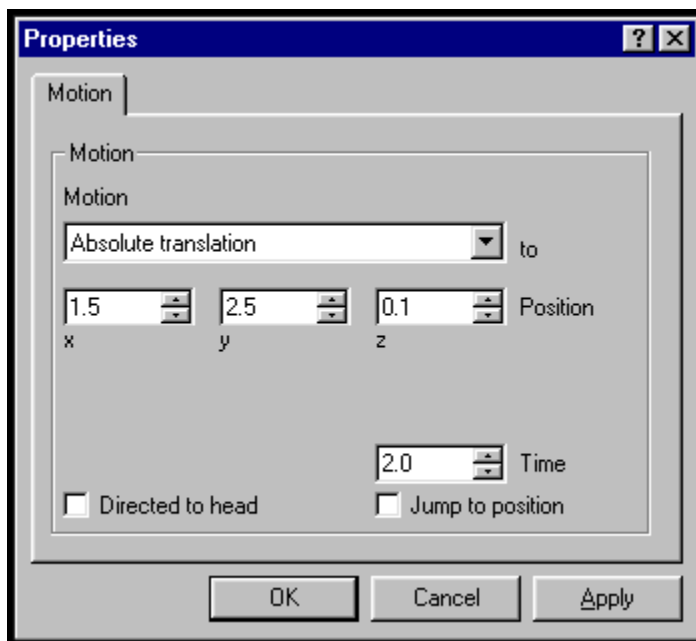 Properties ? X
Motion
Motion
Motion
Absolute translation to
1.5 2.5 0.1 Position
x y z
2.0 Time
Directed to head Jump to position
OK Cancel Apply